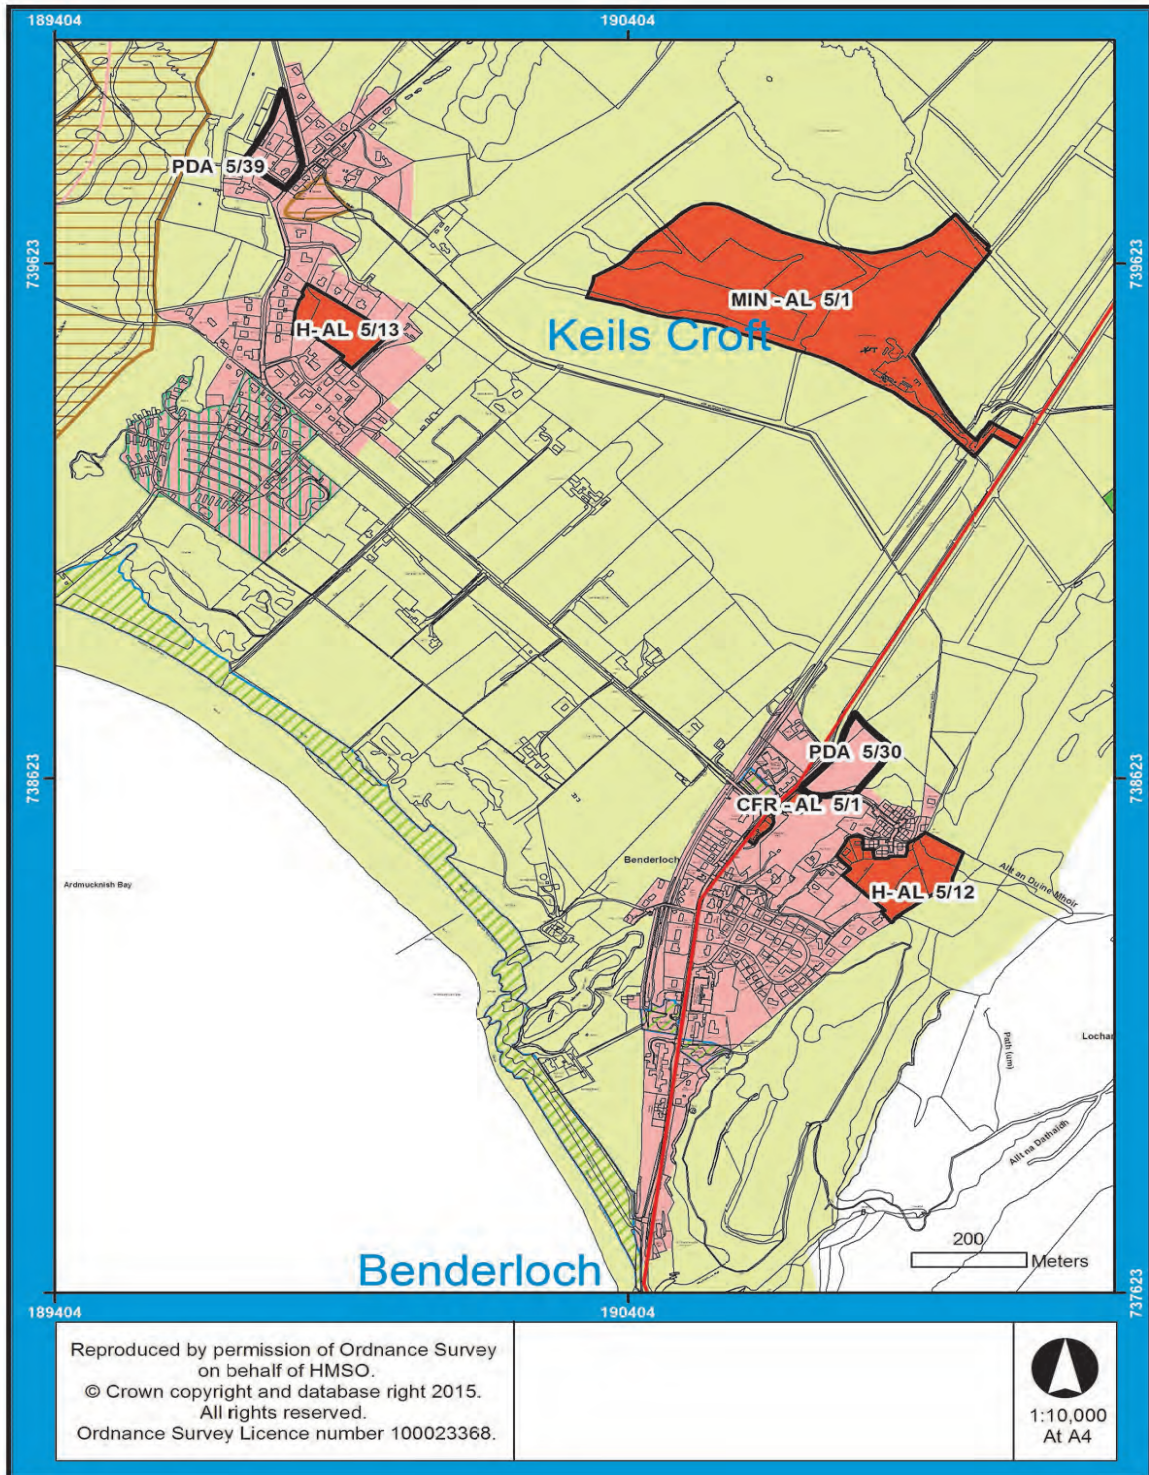 189404
190404
PDA 5/39
739623
739623
MIN - AL 5/1
H- AL 5/13
Keils Croft
PDA 5/30
738623
738623
CFR - AL 5/1
Benderloch
Allt an Duine Mhoir
Ardmucknish Bay
H- AL 5/12
Path (um)
Lochan
Allt na Dathaidh
200
Meters
Benderloch
737623
189404
190404
Reproduced by permission of Ordnance Survey
on behalf of HMSO.
© Crown copyright and database right 2015.
All rights reserved.
Ordnance Survey Licence number 100023368.
1:10,000
At A4